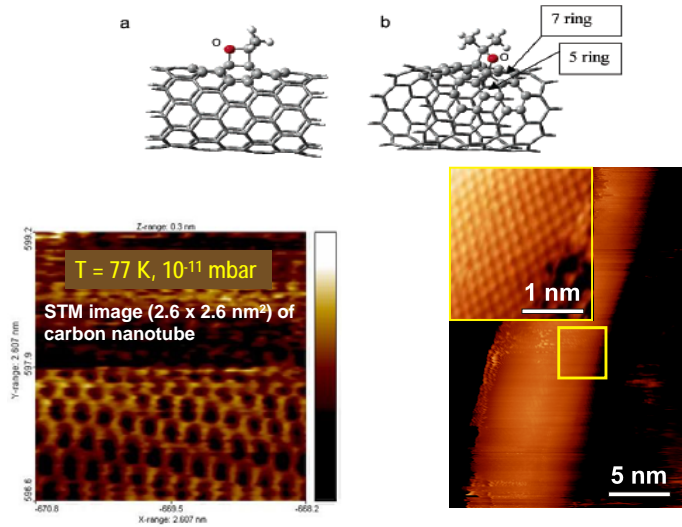 a
b
O
O
7 ring
5 ring
Z-range: 0.3 nm
599.2
T = 77 K, 10-11 mbar
STM image (2.6 x 2.6 nm²) of
carbon nanotube
Y-range: 2.607 nm
597.9
596.6
-670.8
-669.5
-668.2
X-range: 2.607 nm
1 nm
5 nm